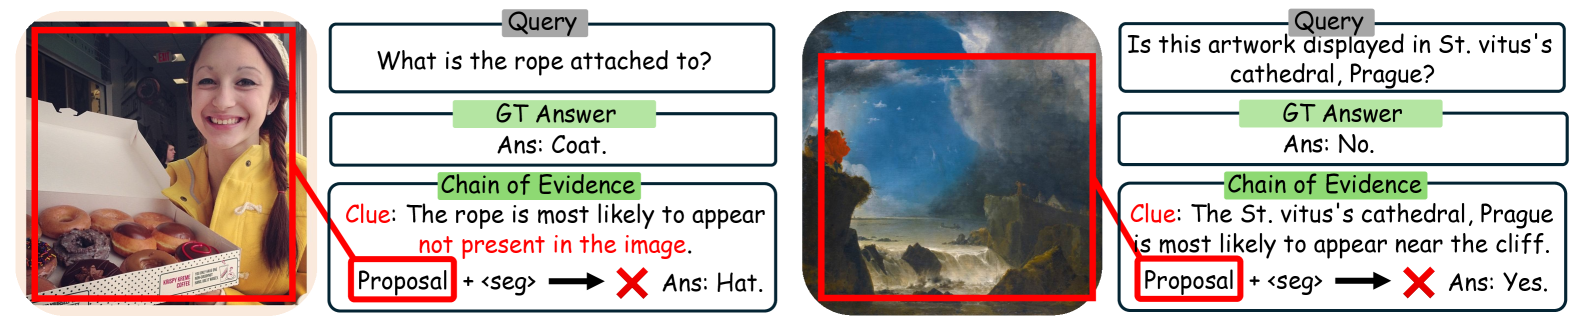 Query
What is the rope attached to?
GT Answer
Ans: Coat.
Chain of Evidence
Clue: The rope is most likely to appear
not present in the image.
Proposal + <seg> Ans: Hat.
KRISPY KREME
COFFEE
Query
Is this artwork displayed in St. vitus's
cathedral, Prague?
GT Answer
Ans: No.
Chain of Evidence
Clue: The St. vitus's cathedral, Prague
is most likely to appear near the cliff.
Proposal + <seg> Ans: Yes.